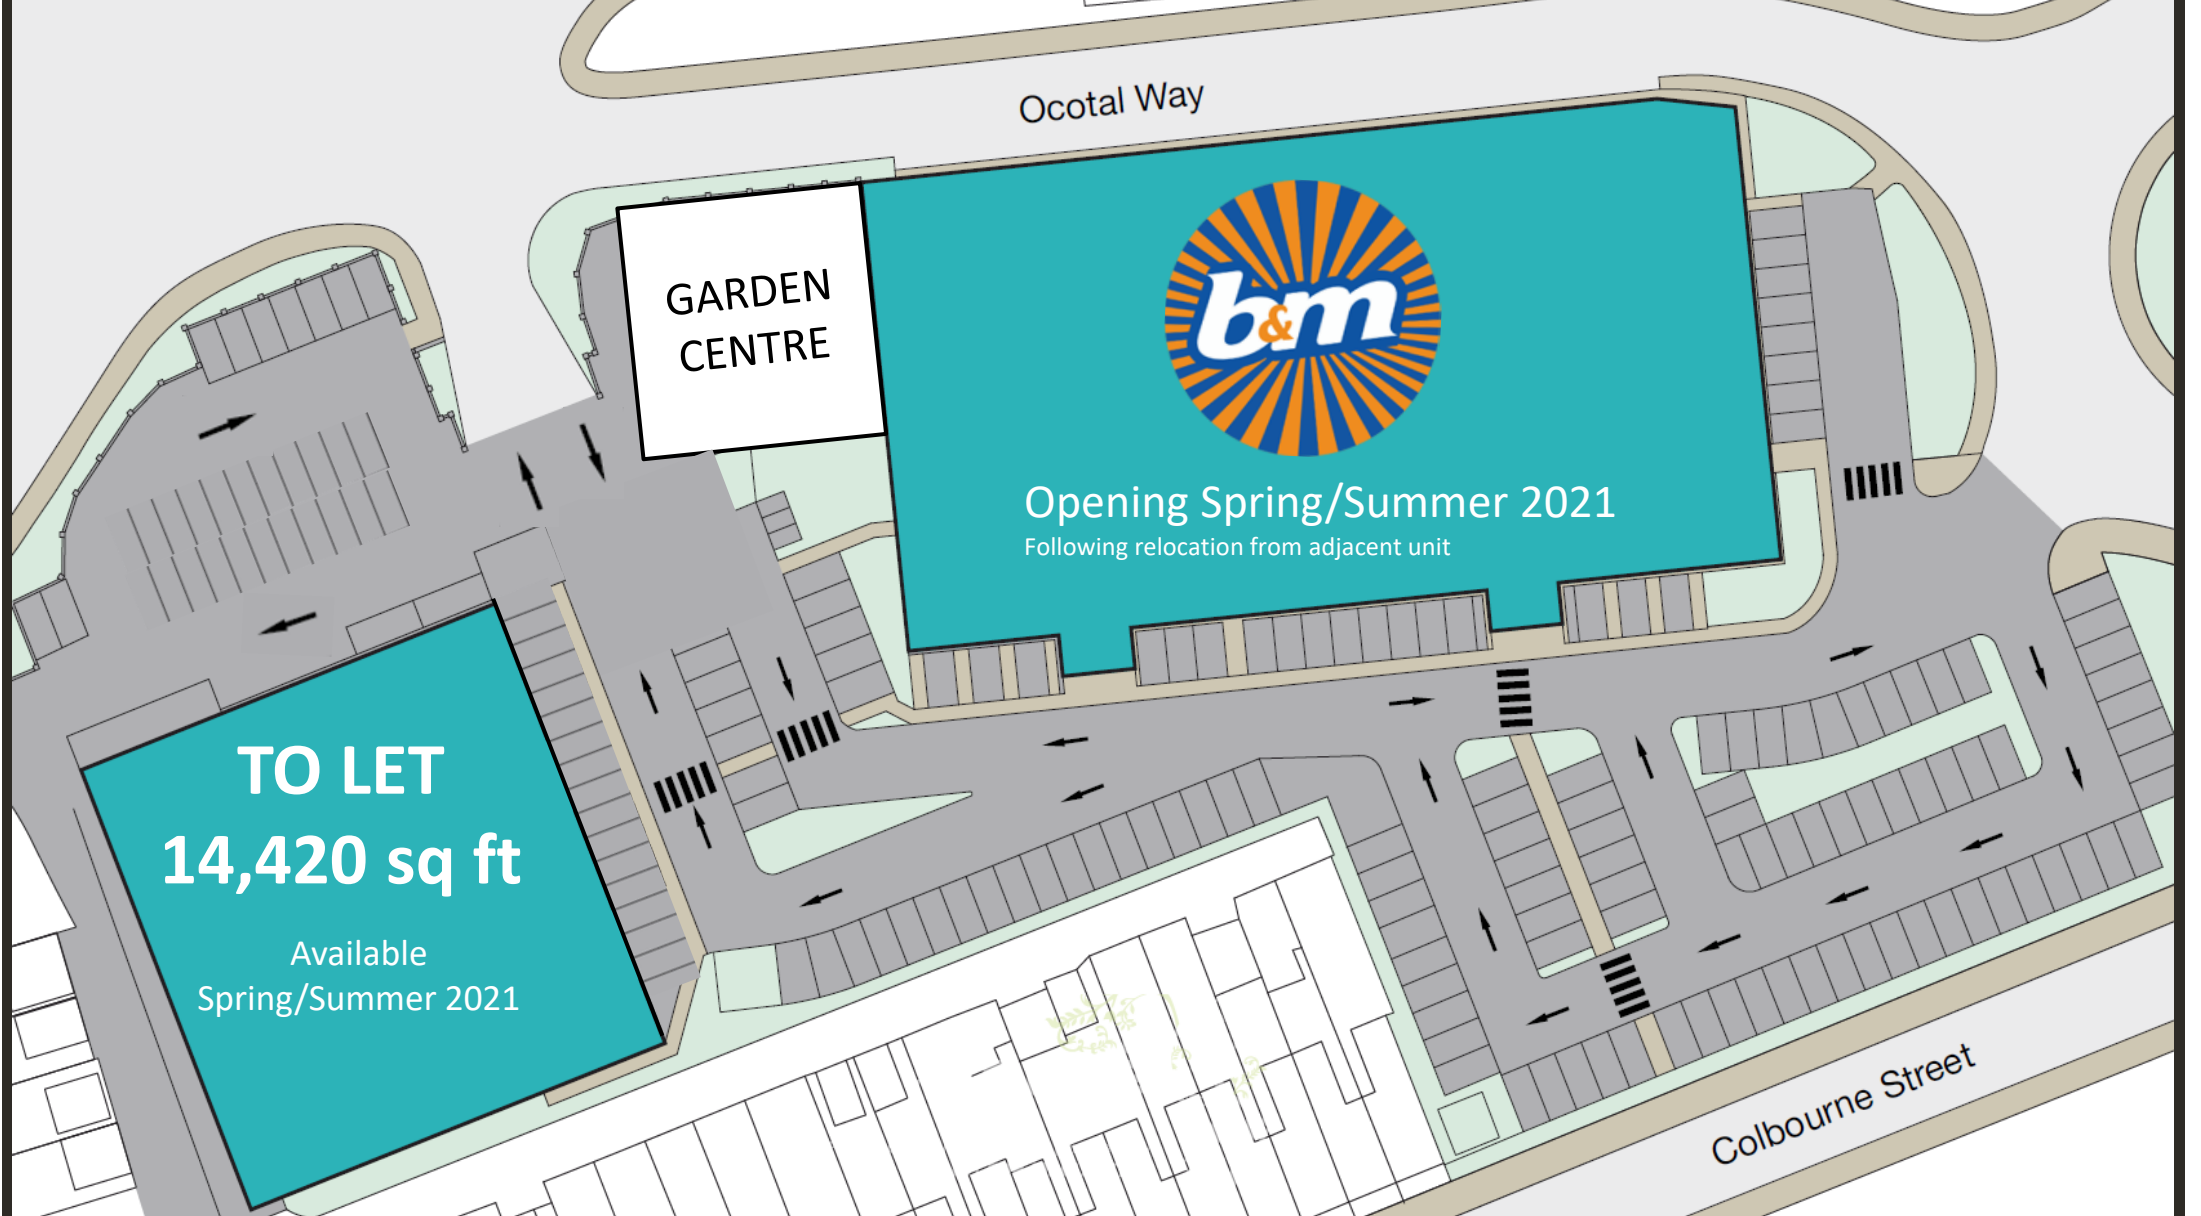 Ocotal Way
GARDEN
CENTRE
b&m
Opening Spring/Summer 2021
Following relocation from adjacent unit
TO LET
14,420 sq ft
Available
Spring/Summer 2021
Colbourne Street